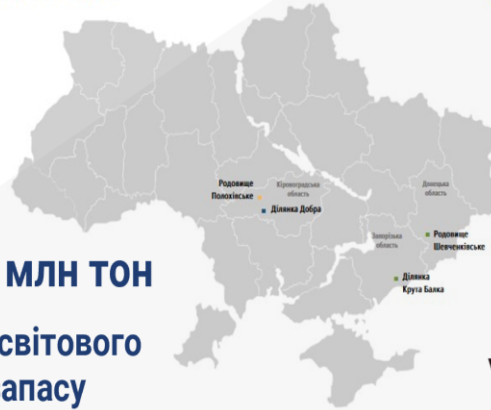 Родовище
Полохівське
Кіровоградська
область
Ділянка Добра
Донецька
область
Запорізька
область
Родовище
Шевченківське
Ділянка
Крута Балка
млн тон
світового
запасу